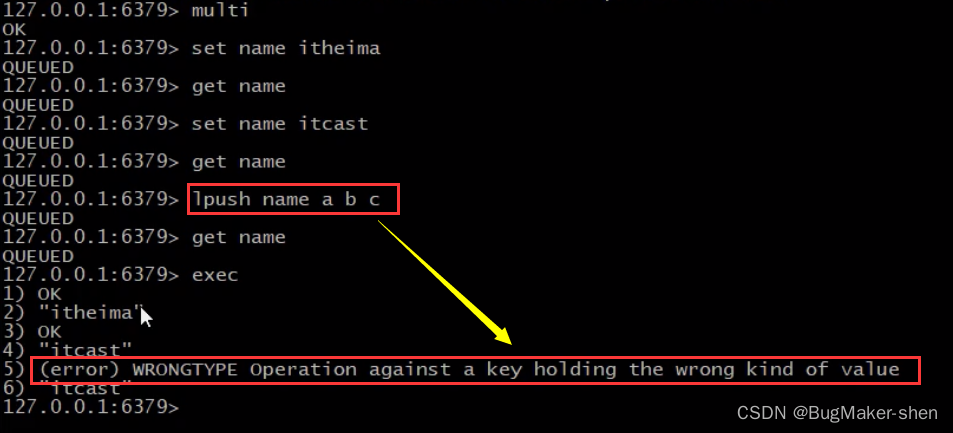 127.0.0.1:6379> multi
OK
127.0.0.1:6379> set name itheima
QUEUED
127.0.0.1:6379> get name
QUEUED
127.0.0.1:6379> set name itcast
QUEUED
127.0.0.1:6379> get name
QUEUED
127.0.0.1:6379> lpush name a b c
QUEUED
127.0.0.1:6379> get name
QUEUED
127.0.0.1:6379> exec
1) OK
2) "itheima"
3) OK
4) "itcast"
5) (error) WRONGTYPE Operation against a key holding the wrong kind of value
6) "itcast"
127.0.0.1:6379>
CSDN @BugMaker-shen